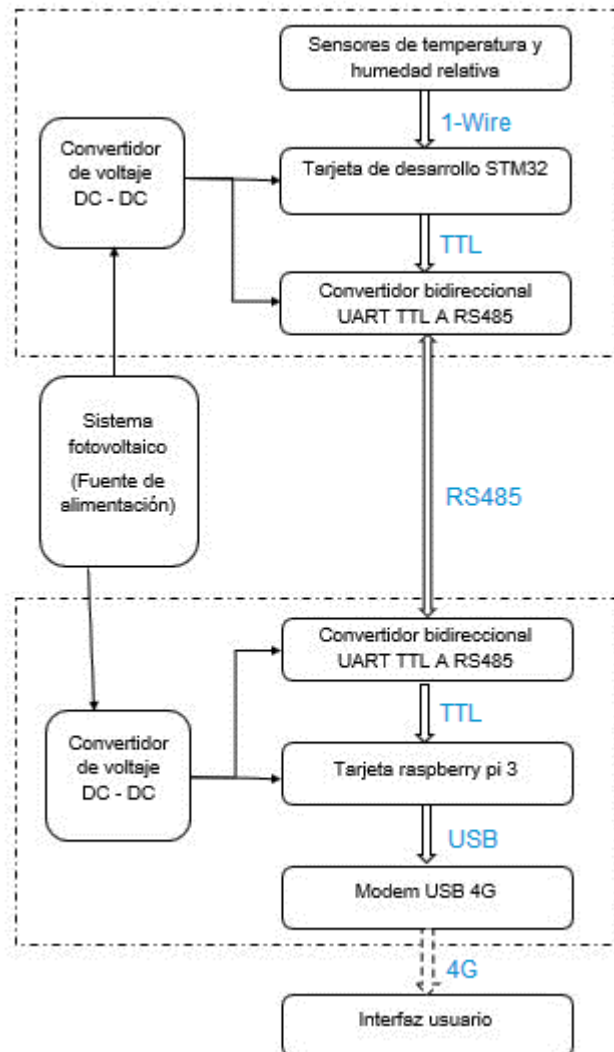 Sensores de temperatura y
humedad relativa
1-Wire
Convertidor
de voltaje
DC - DC
Tarjeta de desarrollo STM32
TTL
Convertidor bidireccional
UART TTL A RS485
Sistema
fotovoltaico
(Fuente de
alimentación)
RS485
Convertidor bidireccional
UART TTL A RS485
TTL
Convertidor
de voltaje
DC - DC
Tarjeta raspberry pi 3
USB
Modem USB 4G
4G
Interfaz usuario